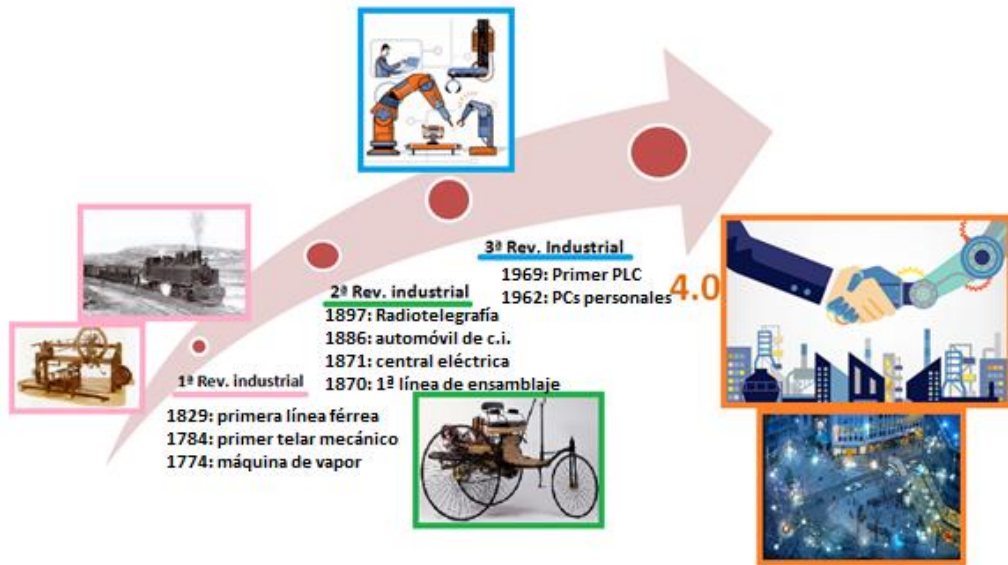 1ª Rev. industrial
1829: primera línea férrea
1784: primer telar mecánico
1774: máquina de vapor
2ª Rev. industrial
1897: Radiotelegrafía
1886: automóvil de c.i.
1871: central eléctrica
1870: 1ª línea de ensamblaje
3ª Rev. Industrial
1969: Primer PLC
1962: PCs personales
4.0